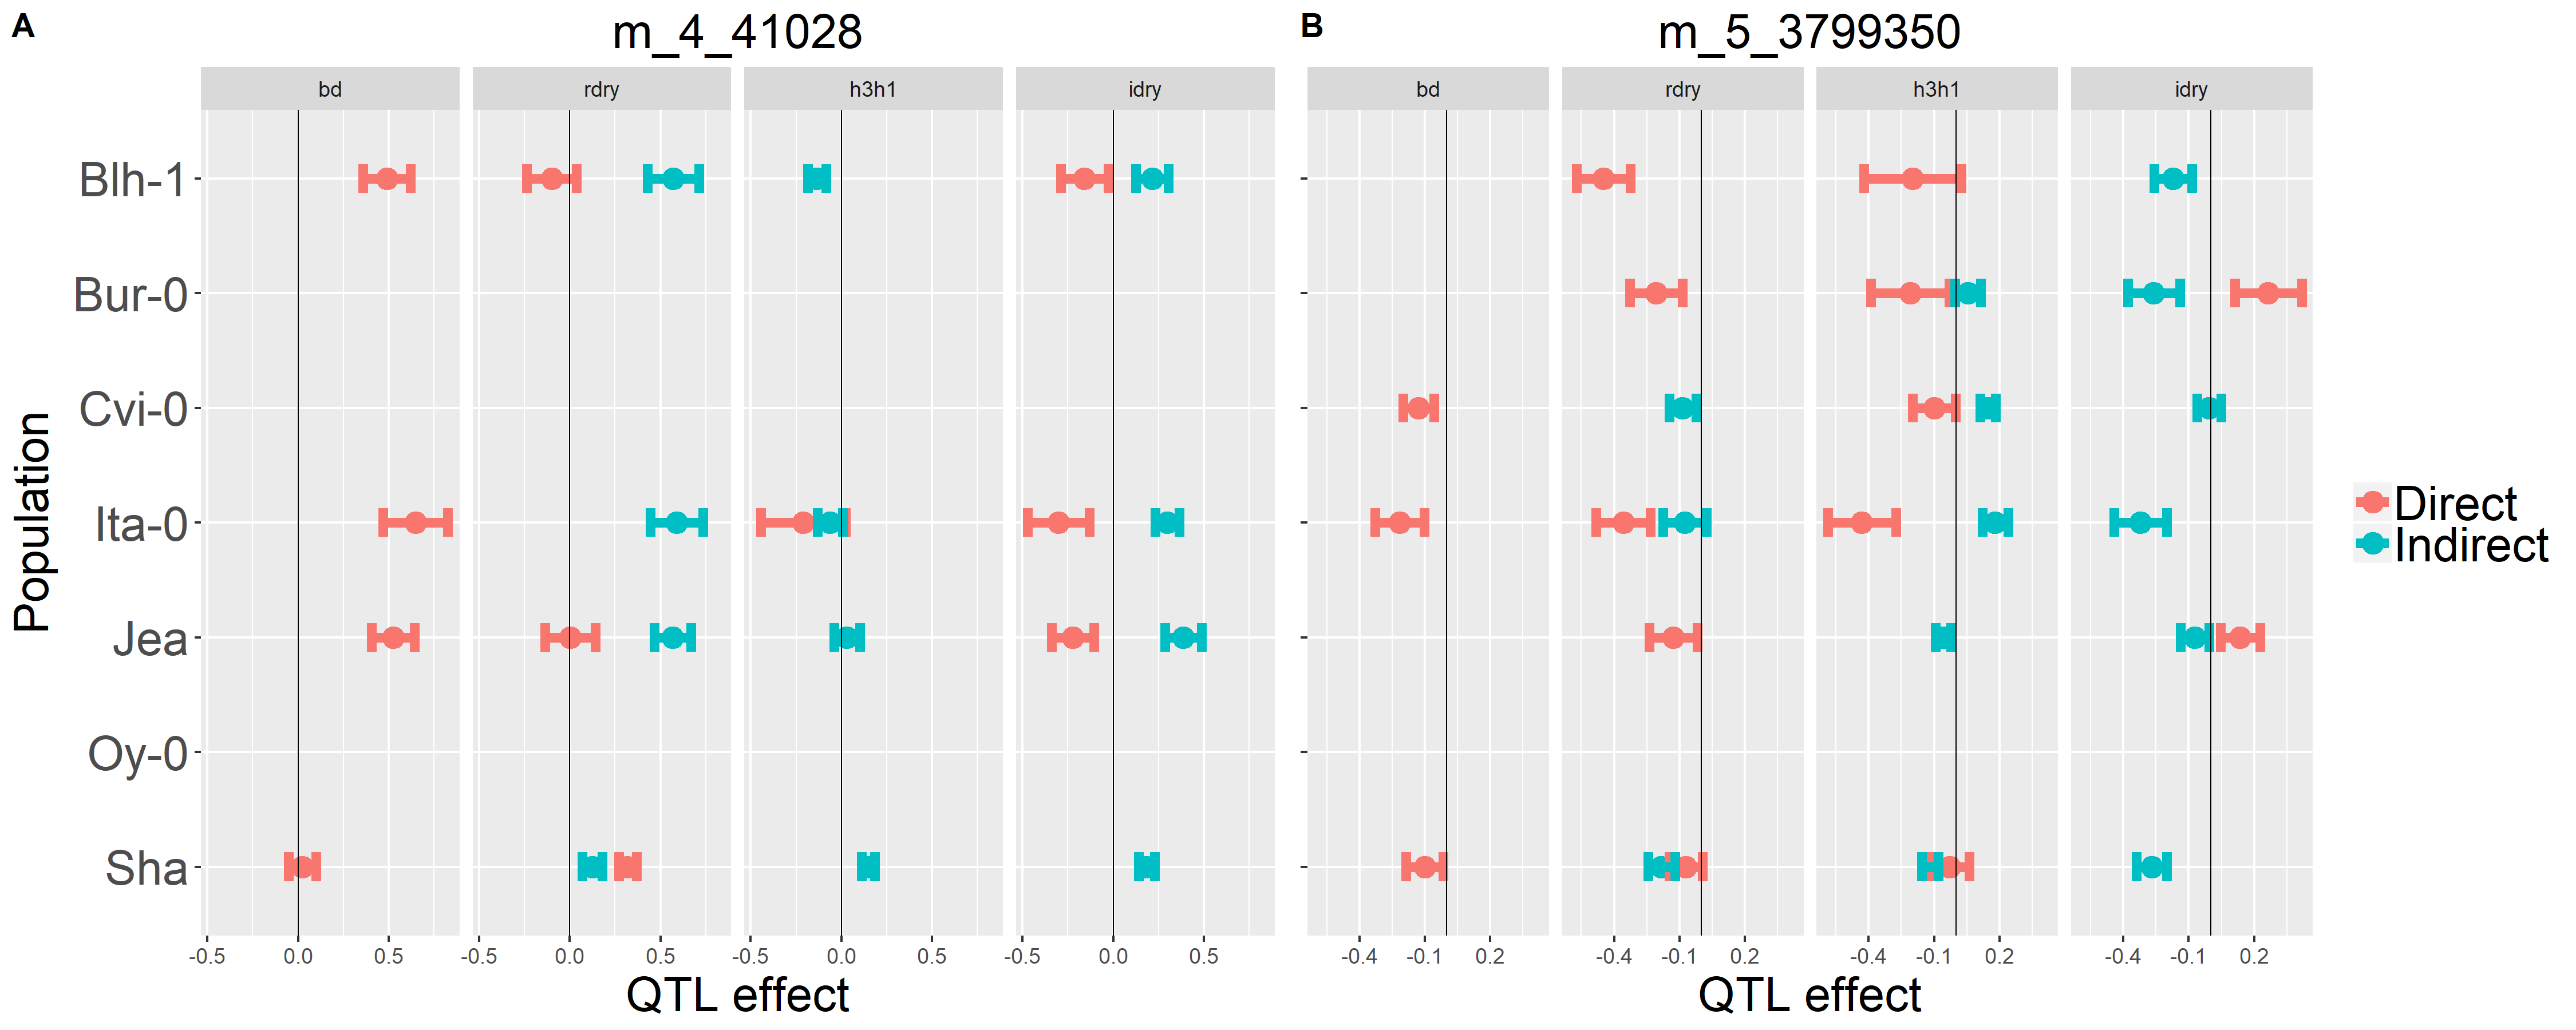 A
m_4_41028
B
m_5_3799350
bd rdry h3h1 idry
bd rdry h3h1 idry
Population
Blh-1
Bur-0
Cvi-0
Ita-0
Jea
Oy-0
Sha
-0.5 0.0 0.5 -0.5 0.0 0.5 -0.5 0.0 0.5 -0.5 0.0 0.5
-0.4 -0.1 0.2 -0.4 -0.1 0.2 -0.4 -0.1 0.2 -0.4 -0.1 0.2
QTL effect
QTL effect
Direct
Indirect